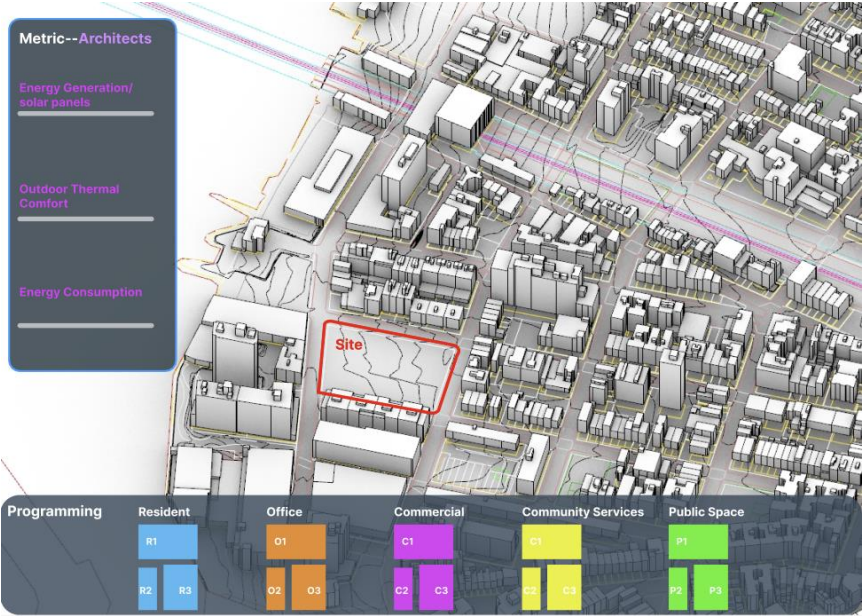 Metric--Architects
Energy Generation/
solar panels
Outdoor Thermal
Comfort
Energy Consumption
Site
Programming
Resident
Office
Commercial
Community Services
Public Space
R1
O1
C1
C1
P1
R2
R3
O2
O3
C2
C3
C2
C3
P2
P3